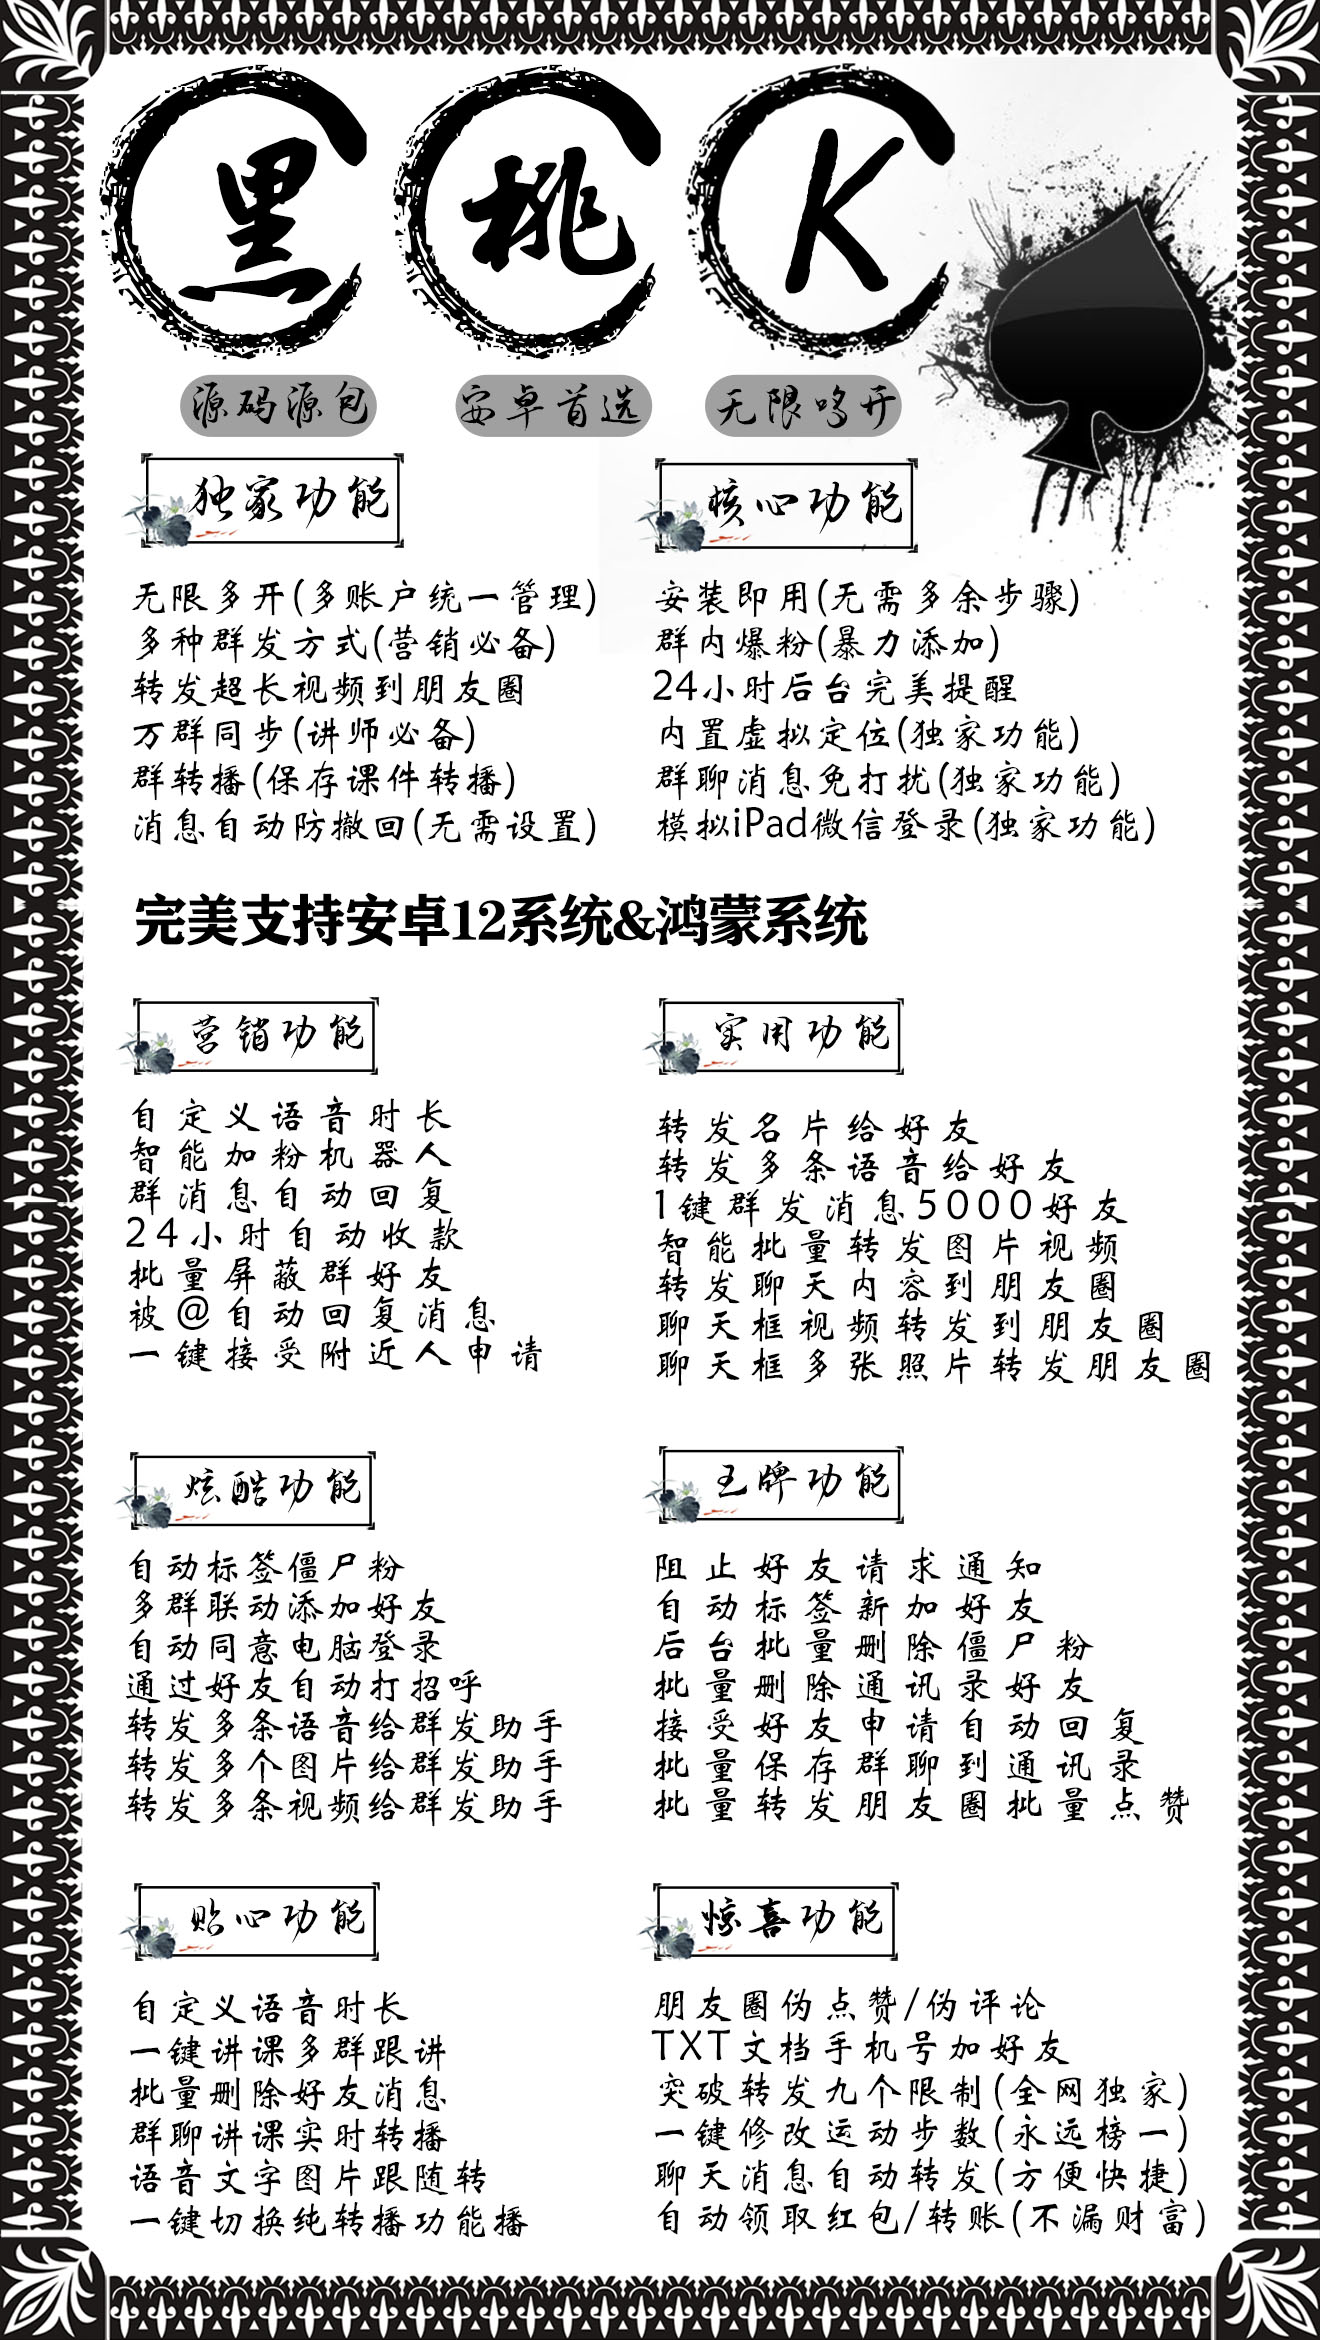 黑桃K
源码源包 安卓首选 无限哆开
独家功能
无限多开(多账户统一管理)
多种群发方式(营销必备)
转发超长视频到朋友圈
万群同步(讲师必备)
群转播(保存课件转播)
消息自动防撤回(无需设置)
核心功能
安装即用(无需多余步骤)
群内爆粉(暴力添加)
24小时后台完美提醒
内置虚拟定位(独家功能)
群聊消息免打扰(独家功能)
模拟iPad微信登录(独家功能)
完美支持安卓12系统&鸿蒙系统
营销功能
自定义语音时长
智能加粉机器人
群消息自动回复
24小时自动收款
批量屏蔽群好友
被@自动回复消息
一键接受附近人申请
实用功能
转发名片给好友
转发多条语音给好友
1键群发消息5000好友
智能批量转发图片视频
转发聊天内容到朋友圈
聊天框视频转发到朋友圈
聊天框多张照片转发朋友圈
炫酷功能
自动标签僵尸粉
多群联动添加好友
自动同意电脑登录
通过好友自动打招呼
转发多条语音给群发助手
转发多个图片给群发助手
转发多条视频给群发助手
王牌功能
阻止好友请求通知
自动标签新加好友
后台批量删除僵尸粉
批量删除通讯录好友
接受好友申请自动回复
批量保存群聊到通讯录
批量转发朋友圈批量点赞
贴心功能
自定义语音时长
一键讲课多群跟讲
批量删除好友消息
群聊讲课实时转播
语音文字图片跟随转
一键切换纯转播功能播
惊喜功能
朋友圈伪点赞/伪评论
TXT文档手机号加好友
突破转发九个限制(全网独家)
一键修改运动步数(永远榜一)
聊天消息自动转发(方便快捷)
自动领取红包/转账(不漏财富)